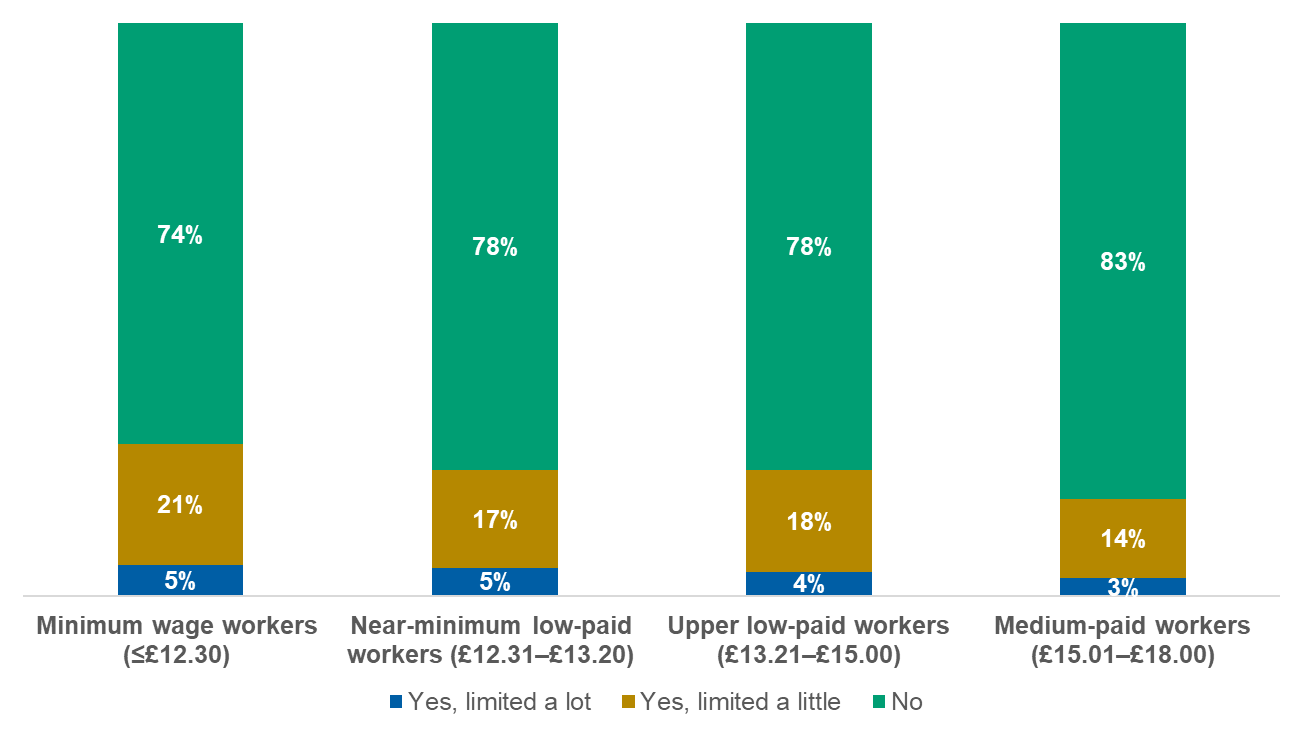 74%
78%
78%
83%
21%
17%
18%
14%
5%
5%
4%
3%
Minimum wage workers
(≤£12.30)
Near-minimum low-paid
workers (£12.31–£13.20)
Upper low-paid workers
(£13.21–£15.00)
Medium-paid workers
(£15.01–£18.00)
Yes, limited a lot
Yes, limited a little
No